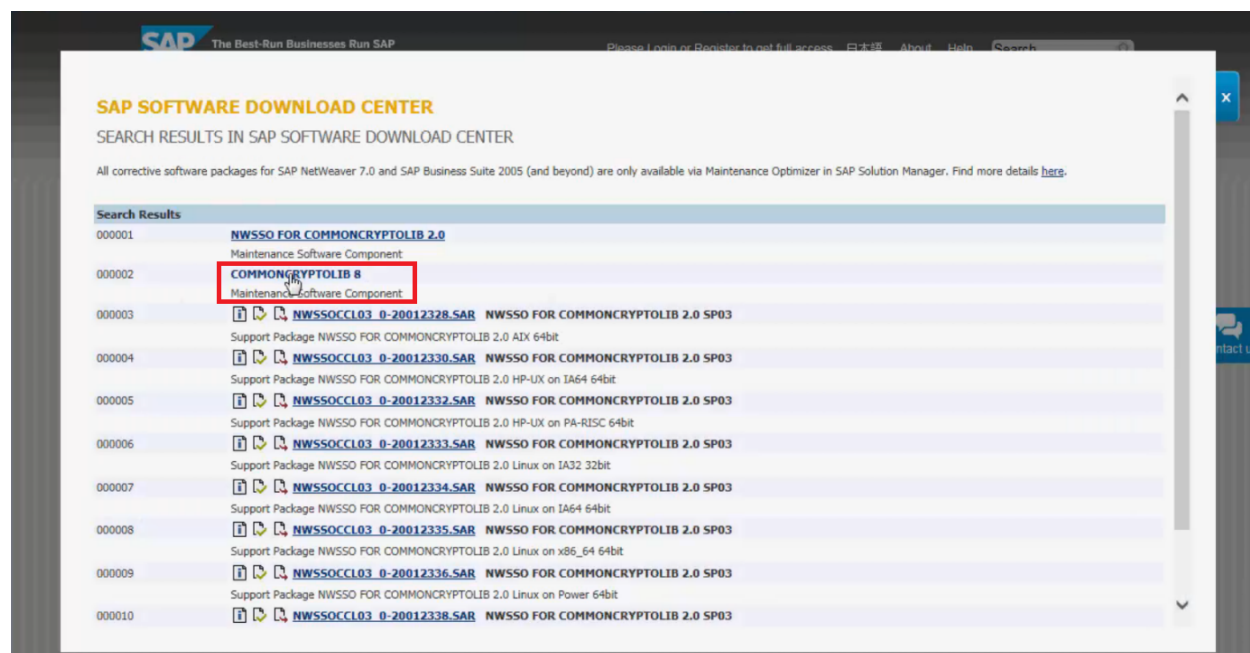 SAP The Best-Run Businesses Run SAP
Please Login or Register to get full access 日本語 About Help Search
x
SAP SOFTWARE DOWNLOAD CENTER
SEARCH RESULTS IN SAP SOFTWARE DOWNLOAD CENTER
All corrective software packages for SAP NetWeaver 7.0 and SAP Business Suite 2005 (and beyond) are only available via Maintenance Optimizer in SAP Solution Manager. Find more details here.
Search Results
000001 NWSSO FOR COMMONCRYPTOLIB 2.0
Maintenance Software Component
000002 COMMONCRYPTOLIB 8
Maintenance Software Component
000003 NWSSOCCL03_0-20012328.SAR NWSSO FOR COMMONCRYPTOLIB 2.0 SP03
Support Package NWSSO FOR COMMONCRYPTOLIB 2.0 AIX 64bit
000004 NWSSOCCL03_0-20012330.SAR NWSSO FOR COMMONCRYPTOLIB 2.0 SP03
Support Package NWSSO FOR COMMONCRYPTOLIB 2.0 HP-UX on IA64 64bit
000005 NWSSOCCL03_0-20012332.SAR NWSSO FOR COMMONCRYPTOLIB 2.0 SP03
Support Package NWSSO FOR COMMONCRYPTOLIB 2.0 HP-UX on PA-RISC 64bit
000006 NWSSOCCL03_0-20012333.SAR NWSSO FOR COMMONCRYPTOLIB 2.0 SP03
Support Package NWSSO FOR COMMONCRYPTOLIB 2.0 Linux on IA32 32bit
ntact u
000007 NWSSOCCL03_0-20012334.SAR NWSSO FOR COMMONCRYPTOLIB 2.0 SP03
Support Package NWSSO FOR COMMONCRYPTOLIB 2.0 Linux on IA64 64bit
000008 NWSSOCCL03_0-20012335.SAR NWSSO FOR COMMONCRYPTOLIB 2.0 SP03
Support Package NWSSO FOR COMMONCRYPTOLIB 2.0 Linux on x86_64 64bit
000009 NWSSOCCL03_0-20012336.SAR NWSSO FOR COMMONCRYPTOLIB 2.0 SP03
Support Package NWSSO FOR COMMONCRYPTOLIB 2.0 Linux on Power 64bit
000010 NWSSOCCL03_0-20012338.SAR NWSSO FOR COMMONCRYPTOLIB 2.0 SP03